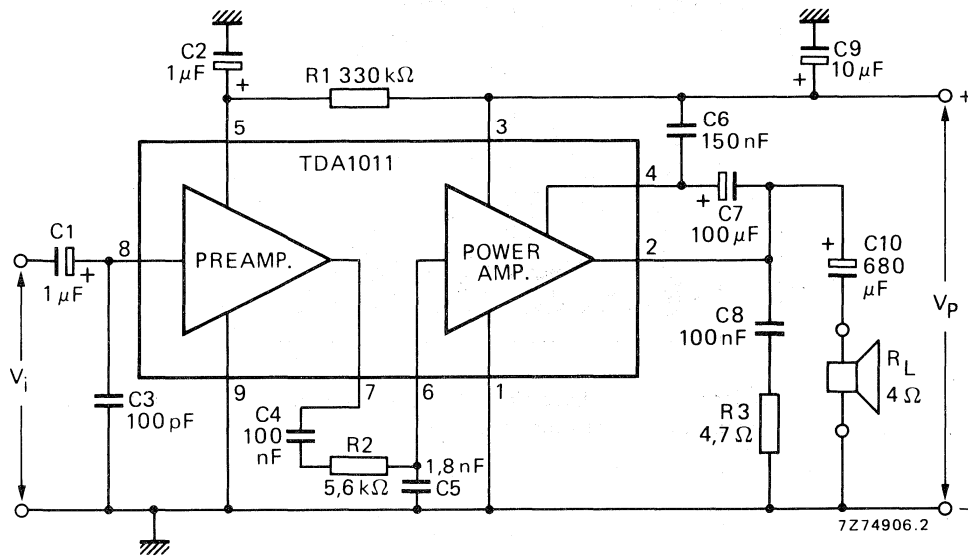 C2
1 µF
+
R1 330 kΩ
C9
10 µF
+
+
5
3
C6
150 nF
TDA1011
4
+
C7
100 µF
C1
+
1 µF
8
PREAMP.
POWER
AMP.
2
+
C10
680
µF
Vi
C3
100 pF
9
7
6
1
C8
100 nF
VP
RL
4 Ω
C4
100
nF
R2
5,6 kΩ
1,8 nF
C5
R3
4,7 Ω
−
7Z74906.2